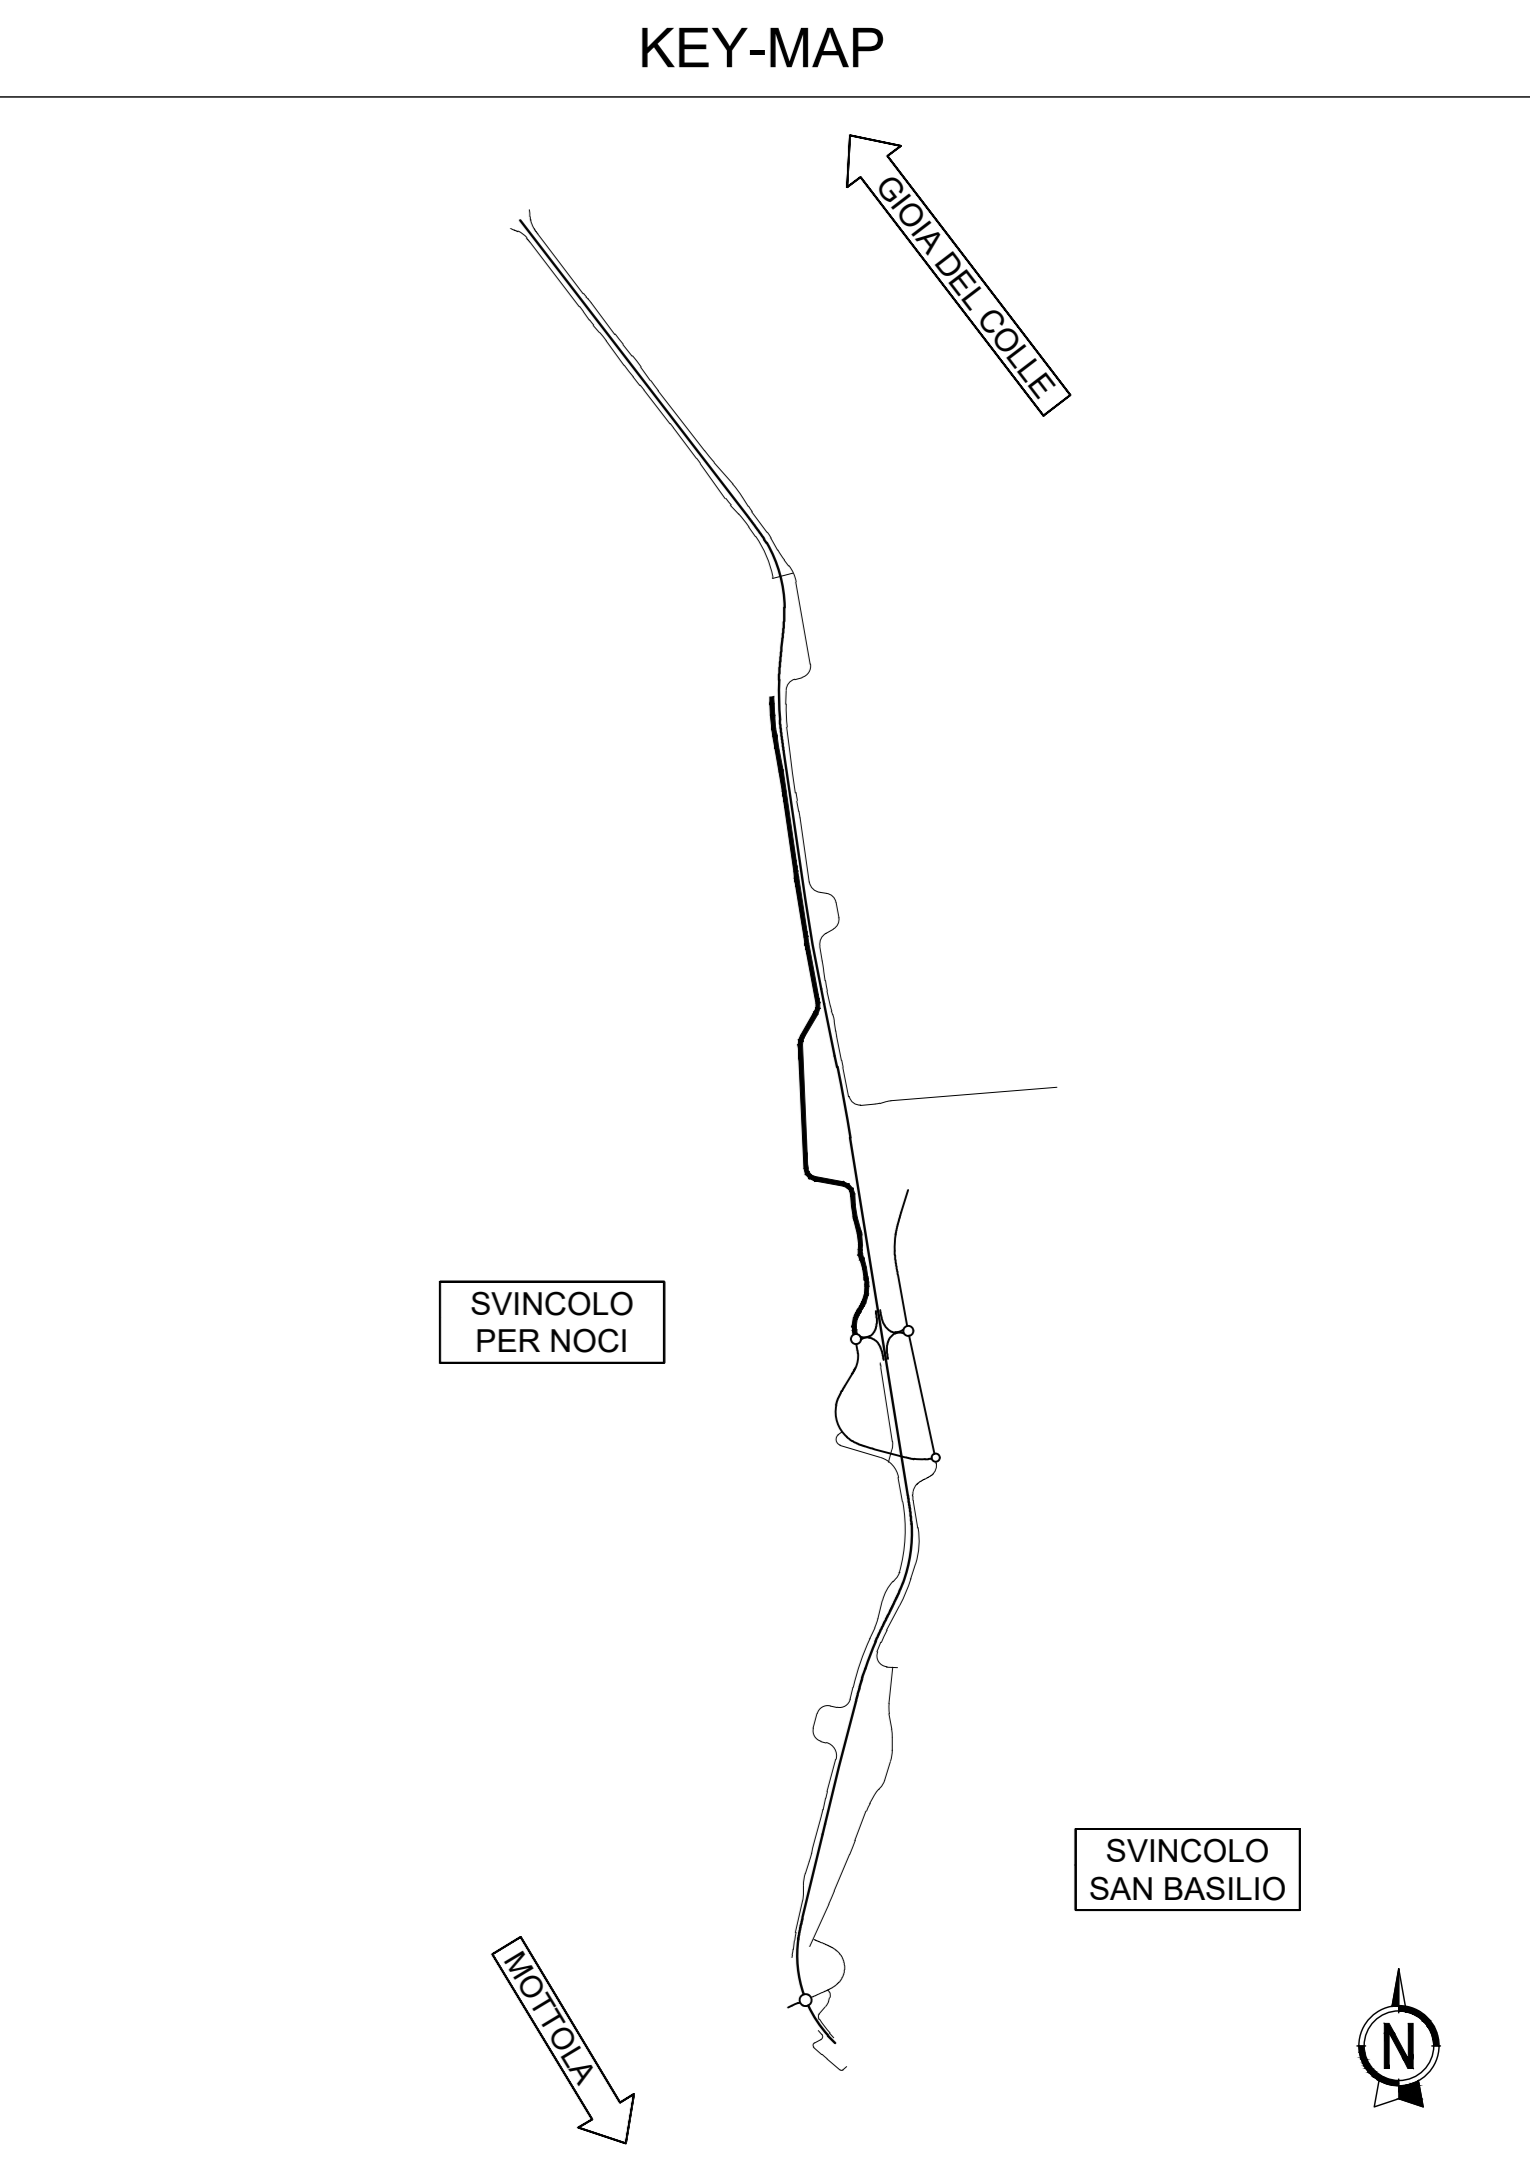 KEY-MAP
GIOIA DEL COLLE
SVINCOLO
PER NOCI
SVINCOLO
SAN BASILIO
MOTTOLA
N